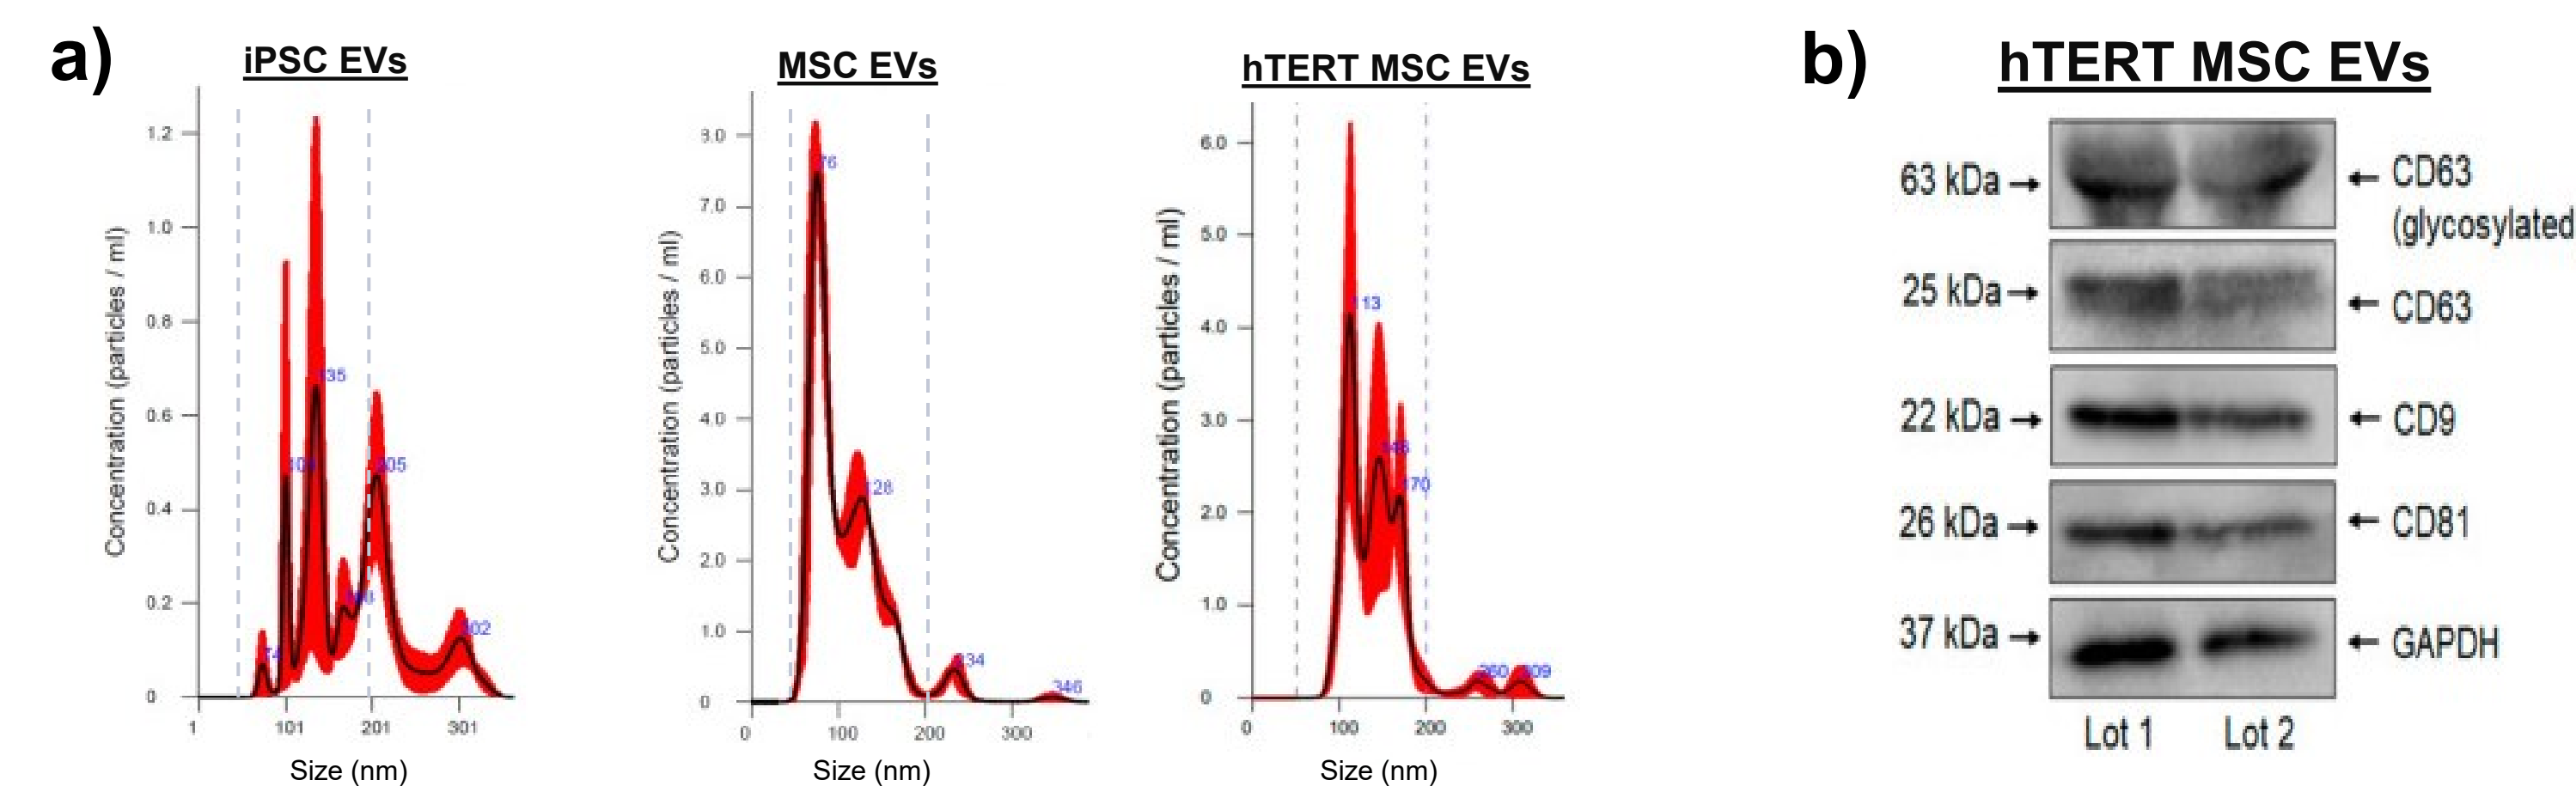 a)
iPSC EVs
Concentration (particles / ml)
1.2
1.0
0.8
0.6
0.4
0.2
0
135
205
302
1
101
201
301
Size (nm)
MSC EVs
Concentration (particles / ml)
8.0
7.0
6.0
5.0
4.0
3.0
2.0
1.0
0
76
128
234
346
0
100
200
300
Size (nm)
hTERT MSC EVs
Concentration (particles / ml)
6.0
5.0
4.0
3.0
2.0
1.0
0
113
170
260
309
0
100
200
300
Size (nm)
b)
hTERT MSC EVs
63 kDa
CD63
(glycosylated
25 kDa
CD63
22 kDa
CD9
26 kDa
CD81
37 kDa
GAPDH
Lot 1
Lot 2